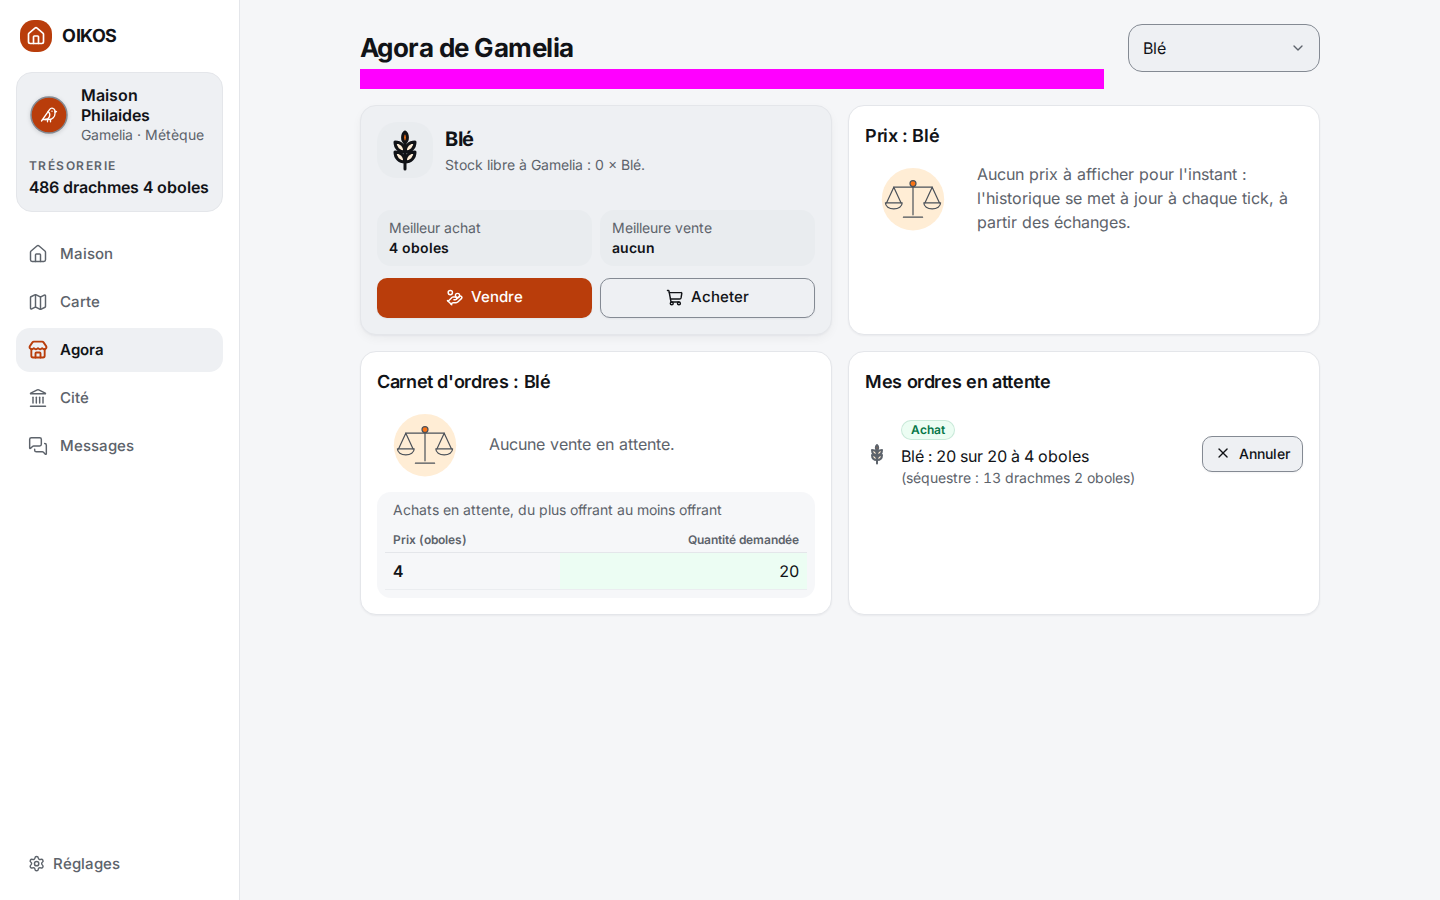 OIKOS
Maison
Philaides
Gamelia · Métèque
TRÉSORERIE
486 drachmes 4 oboles
Maison
Carte
Agora
Cité
Messages
Réglages
Agora de Gamelia
Blé
Blé
Stock libre à Gamelia : 0 × Blé.
Meilleur achat
4 oboles
Meilleure vente
aucun
Vendre
Acheter
Prix : Blé
Aucun prix à afficher pour l'instant :
l'historique se met à jour à chaque tick, à
partir des échanges.
Carnet d'ordres : Blé
Aucune vente en attente.
Achats en attente, du plus offrant au moins offrant
Prix (oboles) Quantité demandée
4 20
Mes ordres en attente
Achat
Blé : 20 sur 20 à 4 oboles
(séquestre : 13 drachmes 2 oboles)
Annuler